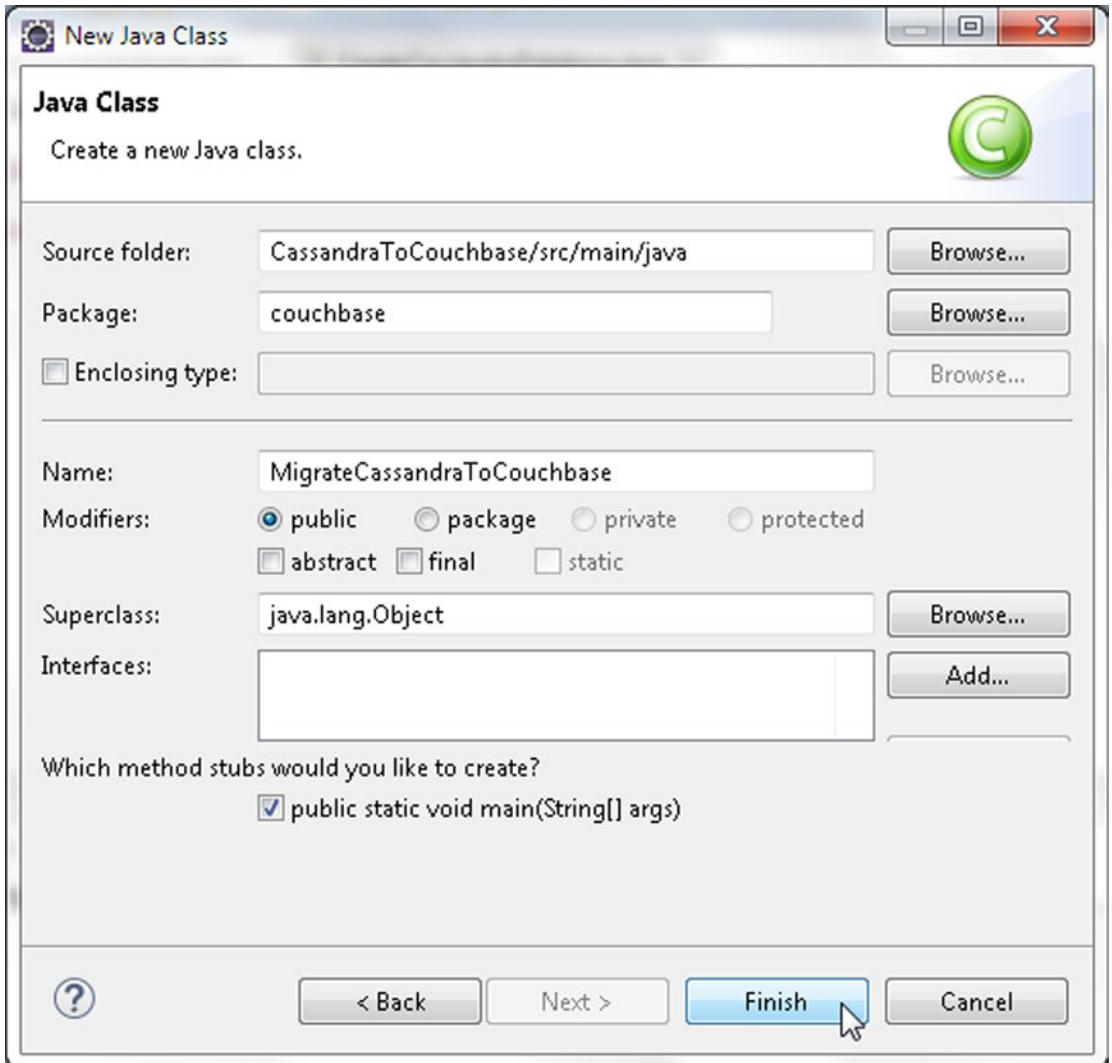 New Java Class
Java Class
Create a new Java class.
C
Source folder: CassandraToCouchbase/src/main/java Browse...
Package: couchbase Browse...
Enclosing type: Browse...
Name: MigrateCassandraToCouchbase
Modifiers: public package private protected
abstract final static
Superclass: java.lang.Object Browse...
Interfaces: Add...
Which method stubs would you like to create?
public static void main(String[] args)
? < Back Next > Finish Cancel